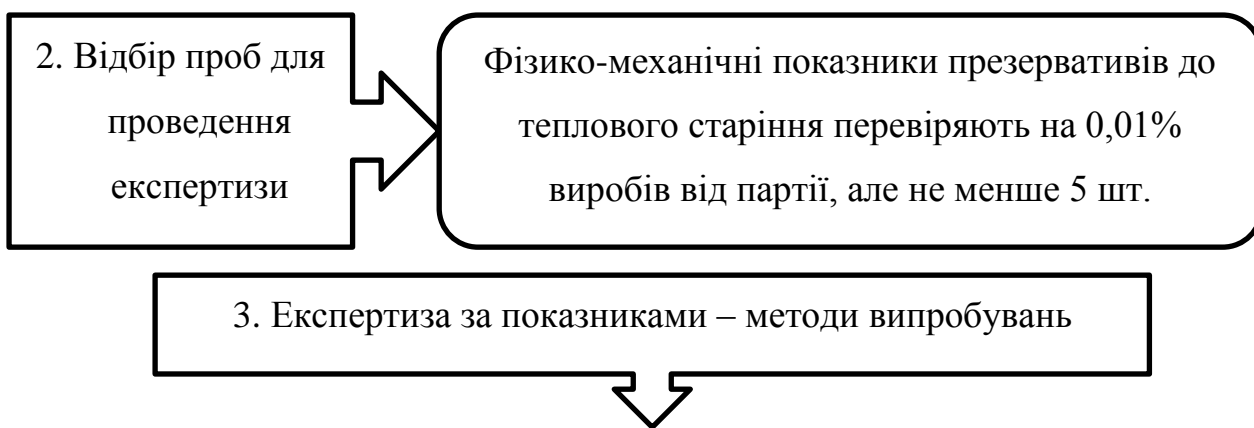 2. Відбір проб для
проведення
експертизи
Фізико-механічні показники презервативів до
теплового старіння перевіряють на 0,01%
виробів від партії, але не менше 5 шт.
3. Експертиза за показниками – методи випробувань